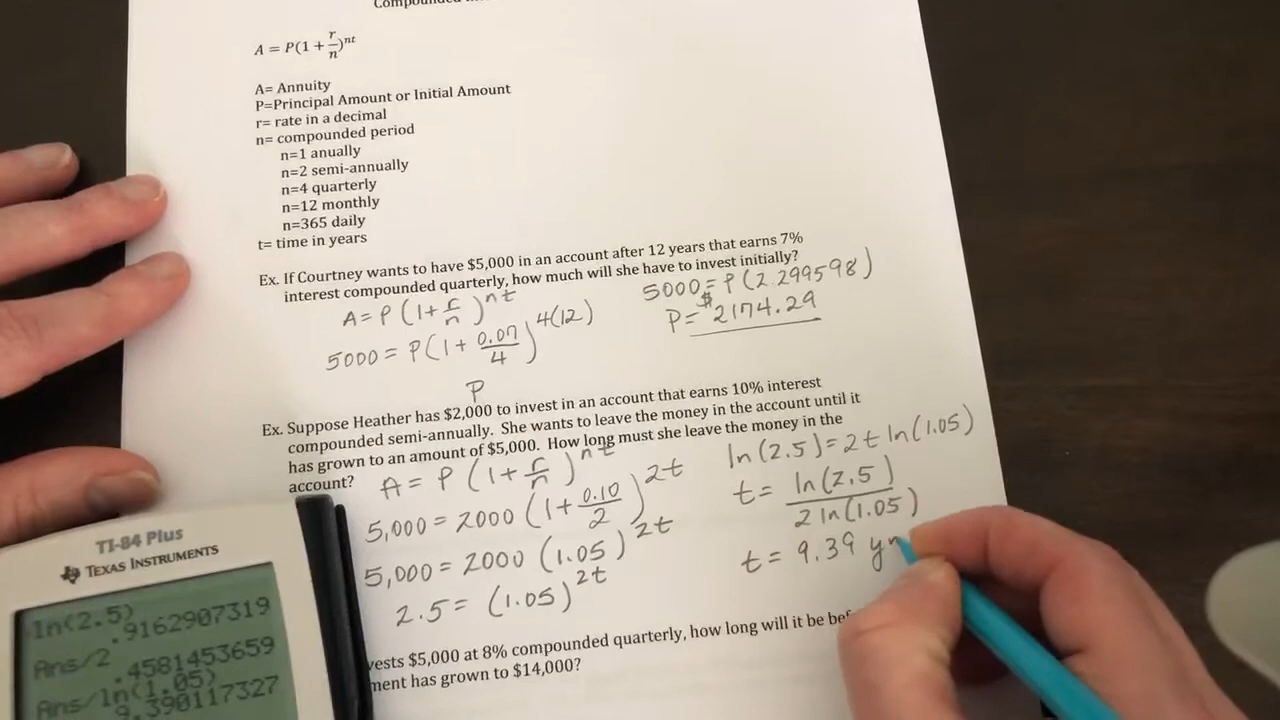 A = P(1 + r/n)^nt
A= Annuity
P=Principal Amount or Initial Amount
r= rate in a decimal
n= compounded period
n=1 anually
n=2 semi-annually
n=4 quarterly
n=12 monthly
n=365 daily
t= time in years
Ex. If Courtney wants to have $5,000 in an account after 12 years that earns 7%
interest compounded quarterly, how much will she have to invest initially?
A = P (1 + r/n)^nt
5000 = P (1 + 0.07/4)^4(12)
P
5000 = P (2.299598)
P = $2174.29
Ex. Suppose Heather has $2,000 to invest in an account that earns 10% interest
compounded semi-annually. She wants to leave the money in the account until it
has grown to an amount of $5,000. How long must she leave the money in the
account?
A = P (1 + r/n)^nt
5,000 = 2000 (1 + 0.10/2)^2t
5,000 = 2000 (1.05)^2t
2.5 = (1.05)^2t
ln(2.5) = 2t ln(1.05)
t = ln(2.5)/2 ln(1.05)
t = 9.39 y
vests $5,000 at 8% compounded quarterly, how long will it be bef
ment has grown to $14,000?
TI-84 Plus
TEXAS INSTRUMENTS
ln(2.5)
.9162907319
Ans/2
.4581453659
Ans/ln(1.05)
9.390117327